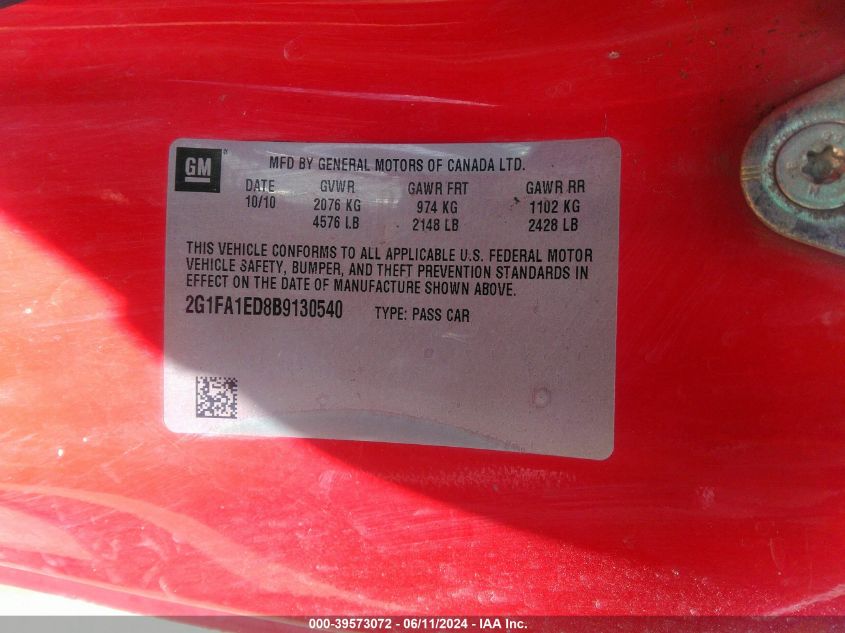 GM ® MFD BY GENERAL MOTORS OF CANADA LTD.
DATE GVWR GAWR FRT GAWR RR
10/10 2076 KG 974 KG 1102 KG
4576 LB 2148 LB 2428 LB
THIS VEHICLE CONFORMS TO ALL APPLICABLE U.S. FEDERAL MOTOR
VEHICLE SAFETY, BUMPER, AND THEFT PREVENTION STANDARDS IN
EFFECT ON THE DATE OF MANUFACTURE SHOWN ABOVE.
2G1FA1ED8B9130540 TYPE: PASS CAR
000-39573072 - 06/11/2024 - IAA Inc.